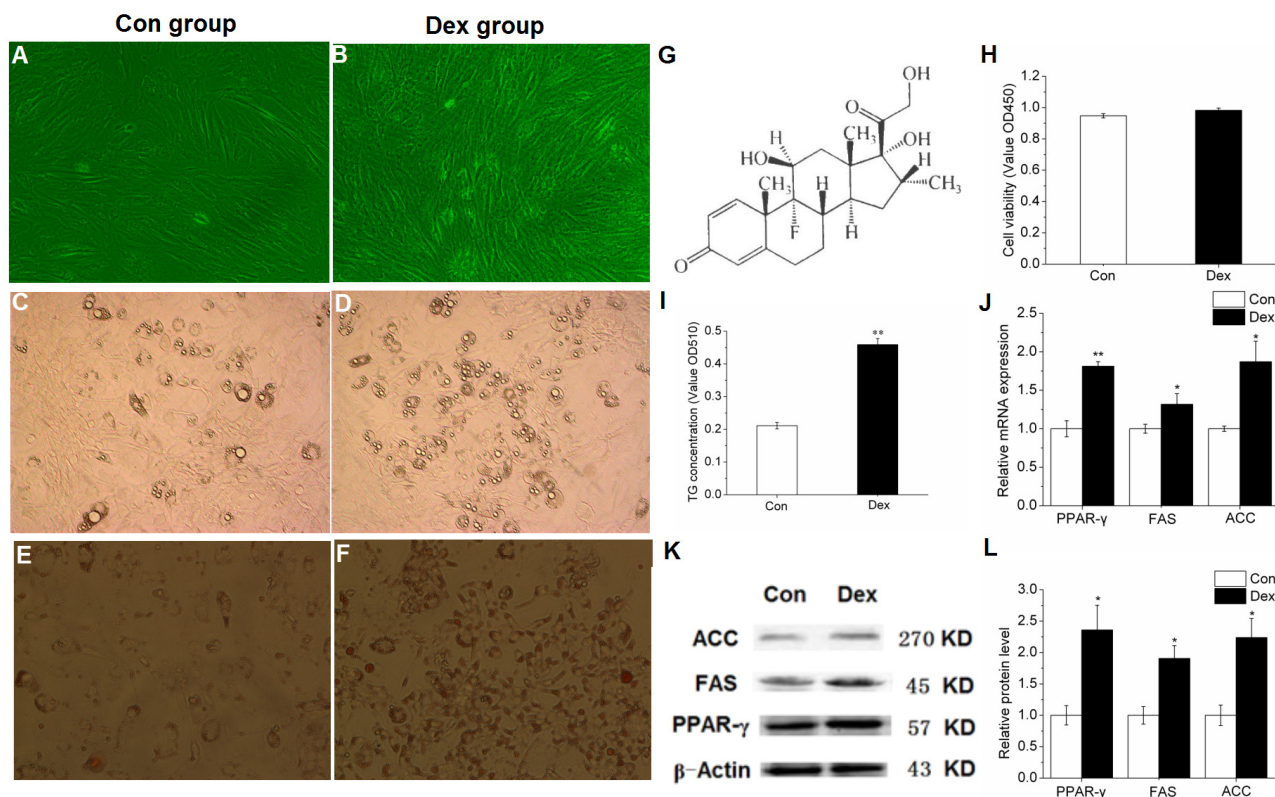 Con group
Dex group
A
B
C
D
E
F
G
OH
O
CH3
OH
H
HO
H
CH3
CH3
H
F
H
O
H
Cell viability (Value OD450)
1.2
1.0
0.8
0.6
0.4
0.2
0.0
Con
Dex
I
TG concentration (Value OD510)
0.5
0.4
0.3
0.2
0.1
0.0
**
Con
Dex
J
Con
Dex
Relative mRNA expression
2.5
2.0
1.5
1.0
0.5
0.0
**
*
*
PPAR-γ
FAS
ACC
K
Con Dex
ACC 270 KD
FAS 45 KD
PPAR-γ 57 KD
β-Actin 43 KD
L
Con
Dex
Relative protein level
3.0
2.5
2.0
1.5
1.0
0.5
0.0
*
*
*
PPAR-γ
FAS
ACC